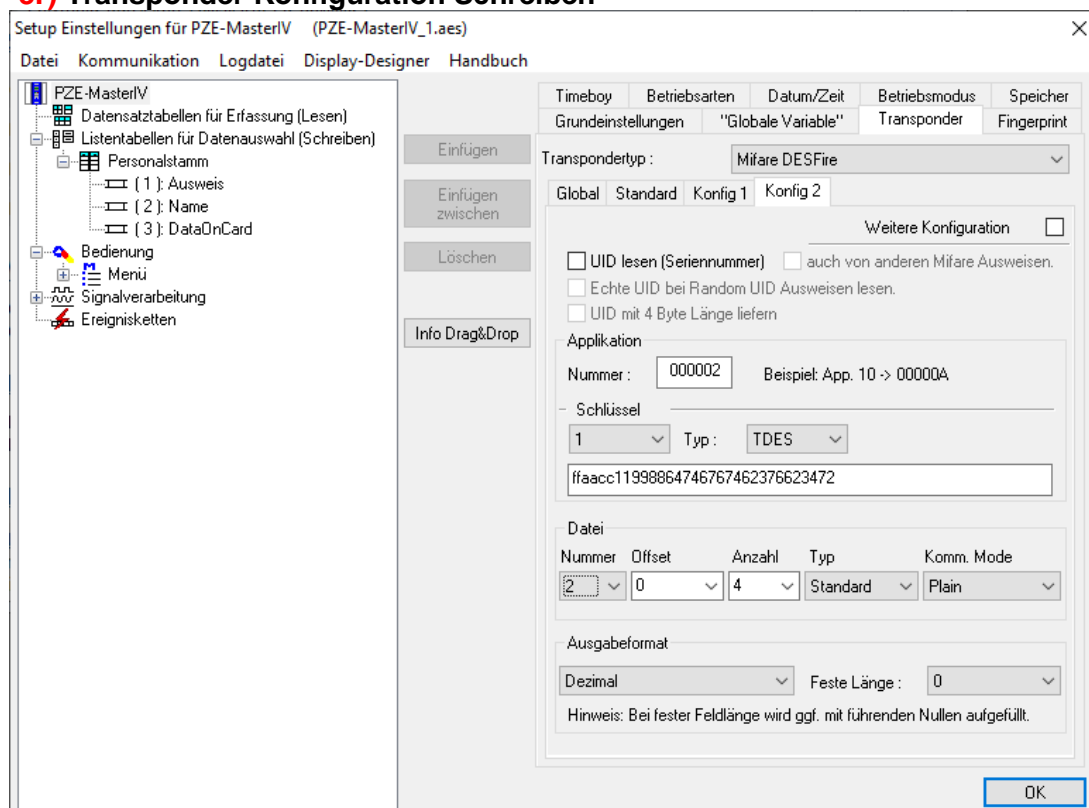 Transponder Konfiguration Schreiben
Setup Einstellungen für PZE-MasterIV (PZE-MasterIV_1.aes)
Datei Kommunikation Logdatei Display-Designer Handbuch
PZE-MasterIV
Datensatztabellen für Erfassung (Lesen)
Listentabellen für Datenauswahl (Schreiben)
Personalstamm
( 1 ): Ausweis
( 2 ): Name
( 3 ): DataOnCard
Bedienung
Menü
Signalverarbeitung
Ereignisketten
Einfügen
Einfügen
zwischen
Löschen
Info Drag&Drop
Timeboy Betriebsarten Datum/Zeit Betriebsmodus Speicher
Grundeinstellungen "Globale Variable" Transponder Fingerprint
Transpondertyp : Mifare DESFire
Global Standard Konfig 1 Konfig 2
Weitere Konfiguration
UID lesen (Seriennummer) auch von anderen Mifare Ausweisen.
Echte UID bei Random UID Ausweisen lesen.
UID mit 4 Byte Länge liefern
Applikation
Nummer : 000002 Beispiel: App. 10 -> 00000A
Schlüssel
1 Typ : TDES
ffaacc11998864746767462376623472
Datei
Nummer Offset Anzahl Typ Komm. Mode
2 0 4 Standard Plain
Ausgabeformat
Dezimal Feste Länge : 0
Hinweis: Bei fester Feldlänge wird ggf. mit führenden Nullen aufgefüllt.
OK